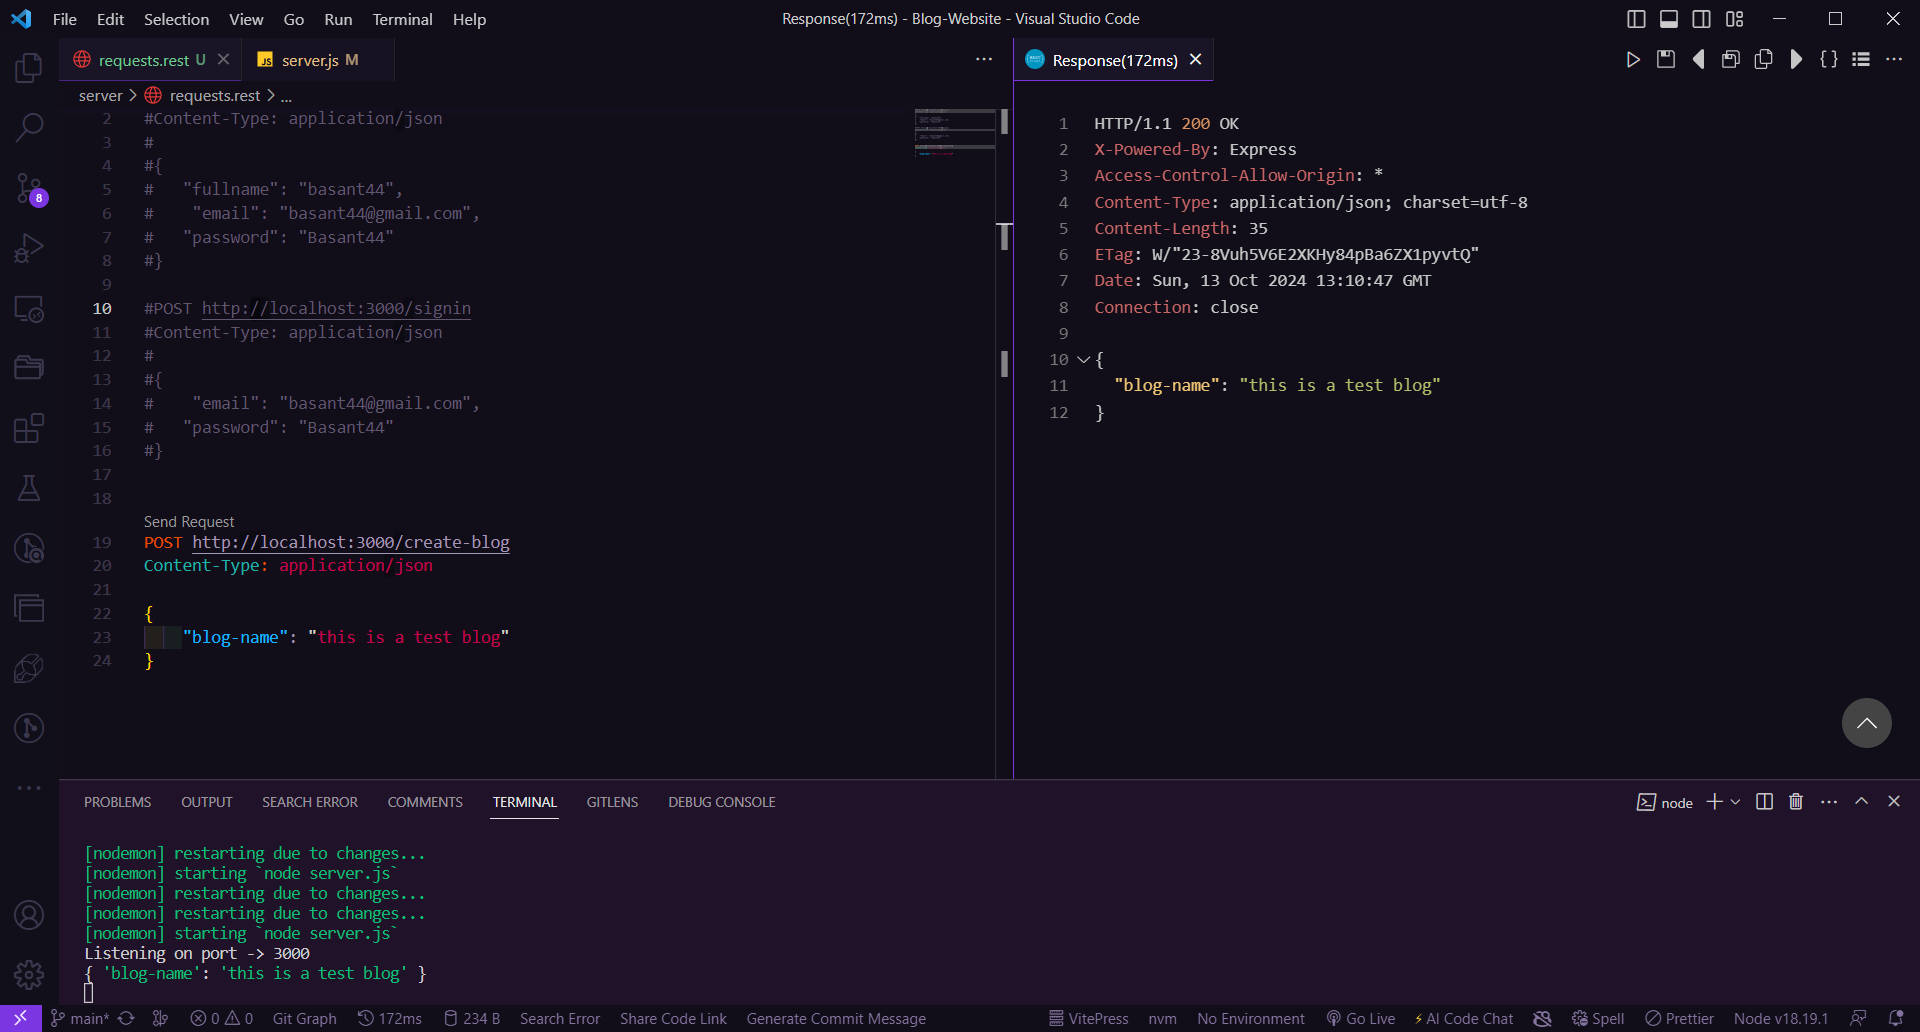 File Edit Selection View Go Run Terminal Help
Response(172ms) - Blog-Website - Visual Studio Code
requests.rest U
JS server.js M
Response(172ms)
server > requests.rest > ...
2 #Content-Type: application/json
3 #
4 #{
5 # "fullname": "basant44",
6 # "email": "basant44@gmail.com",
7 # "password": "Basant44"
8 #}
9
10 #POST http://localhost:3000/signin
11 #Content-Type: application/json
12 #
13 #{
14 # "email": "basant44@gmail.com",
15 # "password": "Basant44"
16 #}
17
18
Send Request
19 POST http://localhost:3000/create-blog
20 Content-Type: application/json
21
22 {
23 "blog-name": "this is a test blog"
24 }
1 HTTP/1.1 200 OK
2 X-Powered-By: Express
3 Access-Control-Allow-Origin: *
4 Content-Type: application/json; charset=utf-8
5 Content-Length: 35
6 ETag: W/"23-8Vuh5V6E2XKHy84pBa6ZX1pyvtQ"
7 Date: Sun, 13 Oct 2024 13:10:47 GMT
8 Connection: close
9
10 {
11 "blog-name": "this is a test blog"
12 }
8
PROBLEMS OUTPUT SEARCH ERROR COMMENTS TERMINAL GITLENS DEBUG CONSOLE
node
[nodemon] restarting due to changes...
[nodemon] starting `node server.js`
[nodemon] restarting due to changes...
[nodemon] restarting due to changes...
[nodemon] starting `node server.js`
Listening on port -> 3000
{ 'blog-name': 'this is a test blog' }
main* 0 0 Git Graph 172ms 234 B Search Error Share Code Link Generate Commit Message VitePress nvm No Environment Go Live AI Code Chat Spell Prettier Node v18.19.1